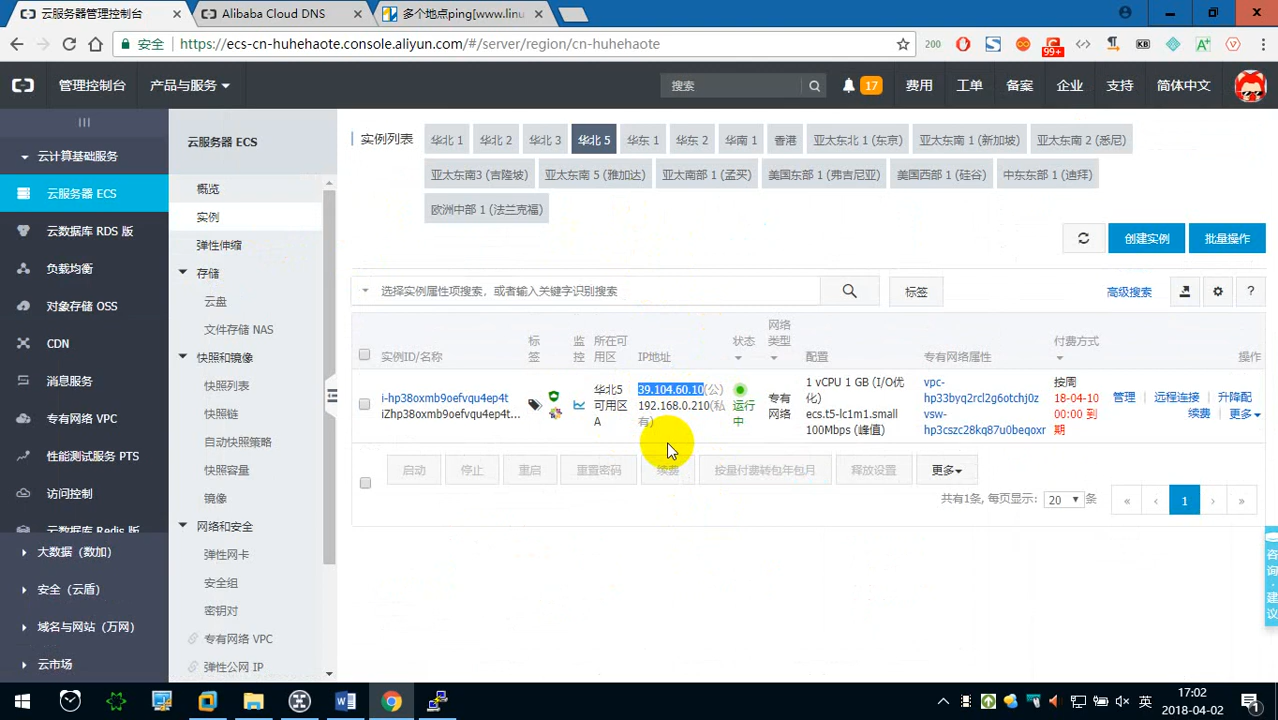 云服务器管理控制台
Alibaba Cloud DNS
多个地点ping[www.linu
安全
https://ecs-cn-huhehaote.console.aliyun.com/#/server/region/cn-huhehaote
200
99+
KB
管理控制台
产品与服务
搜索
17
费用
工单
备案
企业
支持
简体中文
云计算基础服务
云服务器 ECS
云数据库 RDS 版
负载均衡
对象存储 OSS
CDN
消息服务
专有网络 VPC
性能测试服务 PTS
访问控制
云数据库 Redis 版
大数据（数加）
安全（云盾）
域名与网站（万网）
云市场
云服务器 ECS
概览
实例
弹性伸缩
存储
云盘
文件存储 NAS
快照和镜像
快照列表
快照链
自动快照策略
快照容量
镜像
网络和安全
弹性网卡
安全组
密钥对
专有网络 VPC
弹性公网 IP
实例列表
华北 1
华北 2
华北 3
华北 5
华东 1
华东 2
华南 1
香港
亚太东北 1 (东京)
亚太东南 1 (新加坡)
亚太东南 2 (悉尼)
亚太东南3 (吉隆坡)
亚太东南 5 (雅加达)
亚太南部 1 (孟买)
美国东部 1 (弗吉尼亚)
美国西部 1 (硅谷)
中东东部 1 (迪拜)
欧洲中部 1 (法兰克福)
创建实例
批量操作
选择实例属性项搜索，或者输入关键字识别搜索
标签
高级搜索
?
实例ID/名称
标
签
监
控
所在可
用区
IP地址
状态
网络
类型
配置
专有网络属性
付费方式
操作
i-hp38oxmb9oefvqu4ep4t
iZhp38oxmb9oefvqu4ep4t...
华北5
可用区
A
39.104.60.10(公)
192.168.0.210(私
有)
运行
中
专有
网络
1 vCPU 1 GB (I/O优
化)
ecs.t5-lc1m1.small
100Mbps (峰值)
vpc-
hp33byq2rcl2g6otchj0z
vsw-
hp3cszc28kq87u0beqoxr
按周
18-04-10
00:00 到
期
管理
远程连接
升降配
续费
更多
启动
停止
重启
重置密码
续费
按量付费转包年包月
释放设置
更多
共有1条, 每页显示:
20
条
«
‹
1
›
»
咨
询
·
建
议
英
17:02
2018-04-02
1